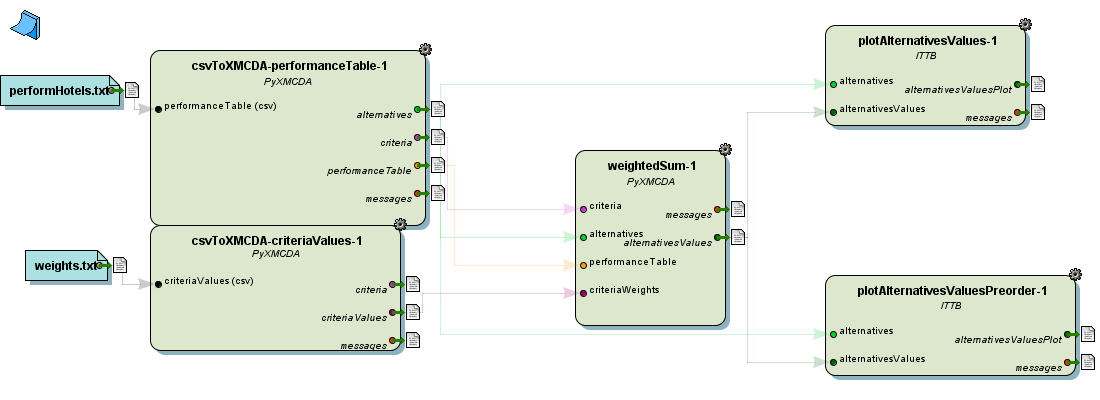 performHotels.txt
csvToXMCDA-performanceTable-1
PyXMCDA
performanceTable (csv)
alternatives
criteria
performanceTable
messages
weights.txt
csvToXMCDA-criteriaValues-1
PyXMCDA
criteriaValues (csv)
criteria
criteriaValues
messages
weightedSum-1
PyXMCDA
criteria
messages
alternatives
alternativesValues
performanceTable
criteriaWeights
plotAlternativesValues-1
ITTB
alternatives
alternativesValuesPlot
alternativesValues
messages
plotAlternativesValuesPreorder-1
ITTB
alternatives
alternativesValuesPlot
alternativesValues
messages